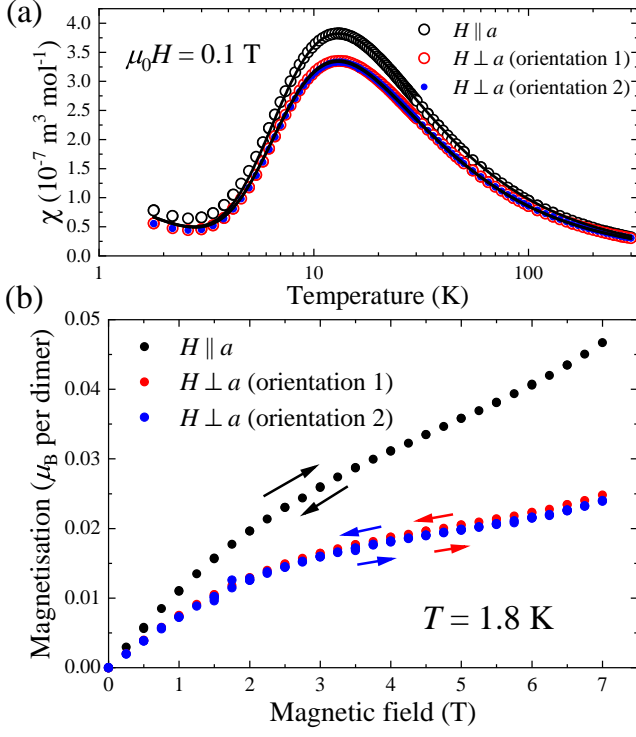 (a)
μ₀H = 0.1 T
H ∥ a
H ⊥ a (orientation 1)
H ⊥ a (orientation 2)
4.0
3.5
3.0
2.5
2.0
1.5
1.0
0.5
0.0
χ (10⁻⁷ m³ mol⁻¹)
1 10 100
Temperature (K)
(b)
H ∥ a
H ⊥ a (orientation 1)
H ⊥ a (orientation 2)
T = 1.8 K
0.05
0.04
0.03
0.02
0.01
0.00
Magnetisation (μB per dimer)
0 1 2 3 4 5 6 7
Magnetic field (T)